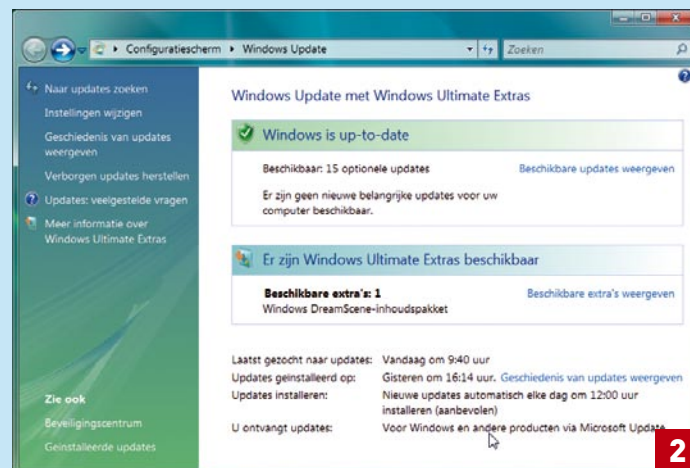 Configuratiescherm ▸ Windows Update
Zoeken
Naar updates zoeken
Instellingen wijzigen
Geschiedenis van updates
weergeven
Verborgen updates herstellen
Updates: veelgestelde vragen
Meer informatie over
Windows Ultimate Extras
Zie ook
Beveiligingscentrum
Geïnstalleerde updates
Windows Update met Windows Ultimate Extras
Windows is up-to-date
Beschikbaar: 15 optionele updates Beschikbare updates weergeven
Er zijn geen nieuwe belangrijke updates voor uw
computer beschikbaar.
Er zijn Windows Ultimate Extras beschikbaar
Beschikbare extra's: 1 Beschikbare extra's weergeven
Windows DreamScene-inhoudspakket
Laatst gezocht naar updates: Vandaag om 9:40 uur
Updates geïnstalleerd op: Gisteren om 16:14 uur. Geschiedenis van updates weergeven
Updates installeren: Nieuwe updates automatisch elke dag om 12:00 uur
installeren (aanbevolen)
U ontvangt updates: Voor Windows en andere producten via Microsoft Update
2